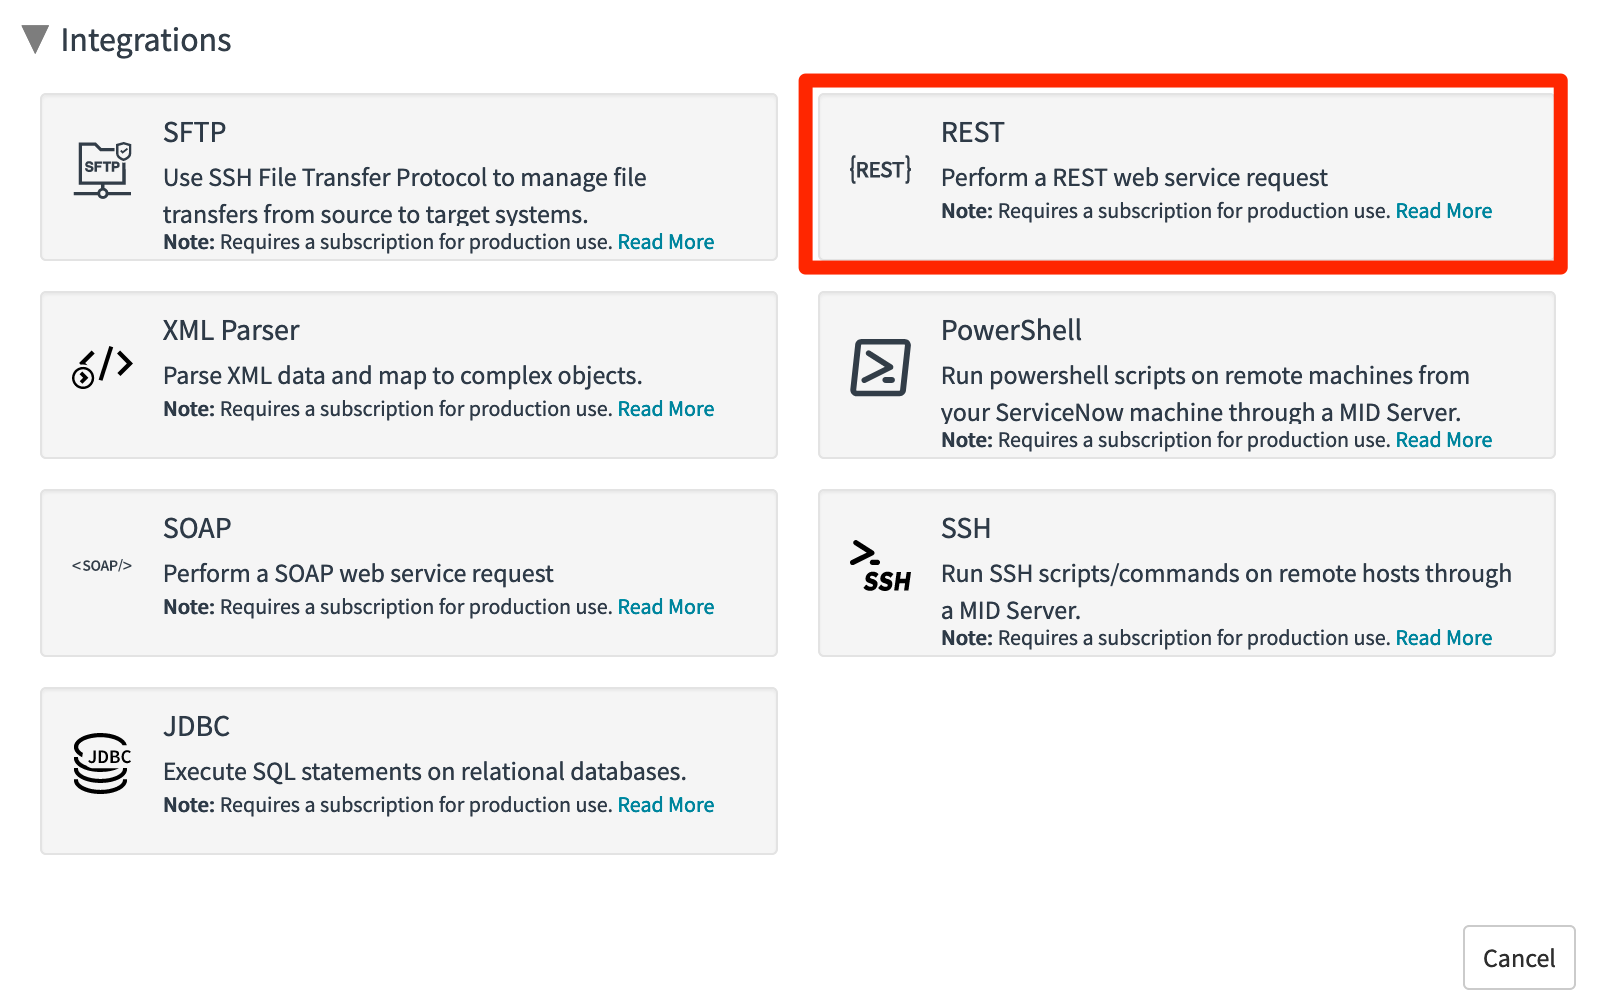 Integrations
SFTP
SFTP
Use SSH File Transfer Protocol to manage file
transfers from source to target systems.
Note: Requires a subscription for production use. Read More
{REST}
REST
Perform a REST web service request
Note: Requires a subscription for production use. Read More
XML Parser
Parse XML data and map to complex objects.
Note: Requires a subscription for production use. Read More
PowerShell
Run powershell scripts on remote machines from
your ServiceNow machine through a MID Server.
Note: Requires a subscription for production use. Read More
<SOAP/>
SOAP
Perform a SOAP web service request
Note: Requires a subscription for production use. Read More
SSH
SSH
Run SSH scripts/commands on remote hosts through
a MID Server.
Note: Requires a subscription for production use. Read More
JDBC
JDBC
Execute SQL statements on relational databases.
Note: Requires a subscription for production use. Read More
Cancel